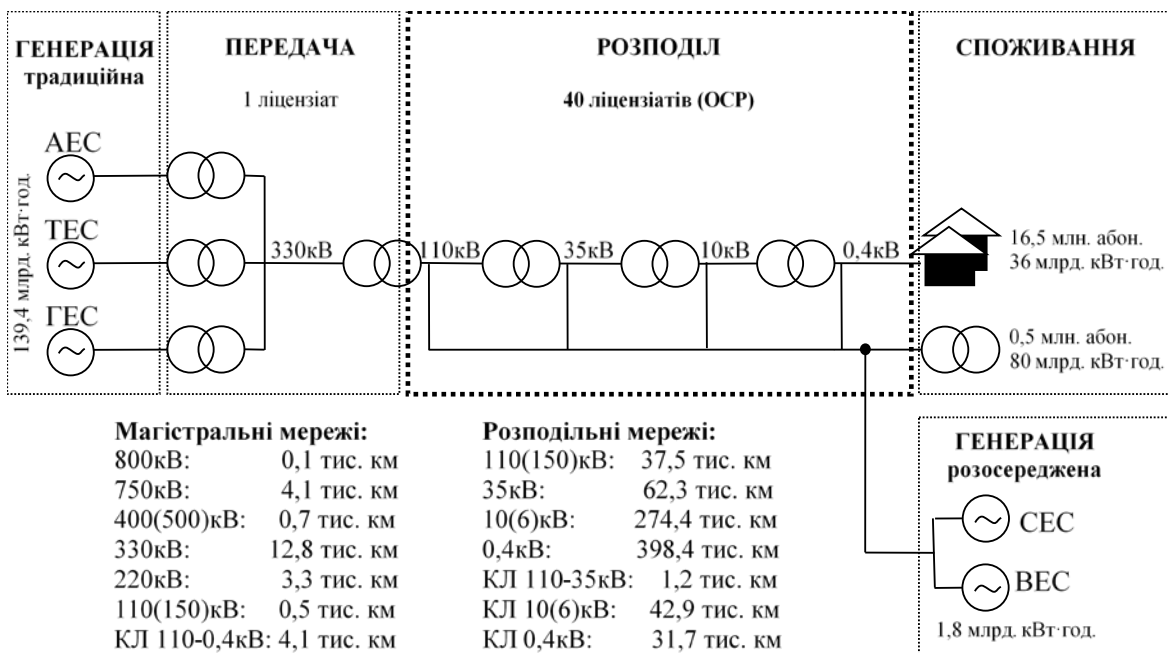 ГЕНЕРАЦІЯ
традиційна
139,4 млрд. кВт·год.
АЕС
ТЕС
ГЕС
ПЕРЕДАЧА
1 ліцензіат
330кВ
РОЗПОДІЛ
40 ліцензіатів (ОСР)
110кВ
35кВ
10кВ
0,4кВ
СПОЖИВАННЯ
16,5 млн. абон.
36 млрд. кВт·год.
0,5 млн. абон.
80 млрд. кВт·год.
Магістральні мережі:
800кВ: 0,1 тис. км
750кВ: 4,1 тис. км
400(500)кВ: 0,7 тис. км
330кВ: 12,8 тис. км
220кВ: 3,3 тис. км
110(150)кВ: 0,5 тис. км
КЛ 110-0,4кВ: 4,1 тис. км
Розподільні мережі:
110(150)кВ: 37,5 тис. км
35кВ: 62,3 тис. км
10(6)кВ: 274,4 тис. км
0,4кВ: 398,4 тис. км
КЛ 110-35кВ: 1,2 тис. км
КЛ 10(6)кВ: 42,9 тис. км
КЛ 0,4кВ: 31,7 тис. км
ГЕНЕРАЦІЯ
розосереджена
СЕС
ВЕС
1,8 млрд. кВт·год.